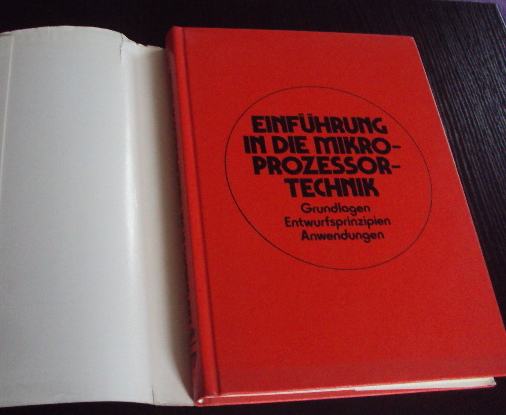 EINFÜHRUNG
IN DIE MIKRO-
PROZESSOR-
TECHNIK
Grundlagen
Entwurfsprinzipien
Anwendungen